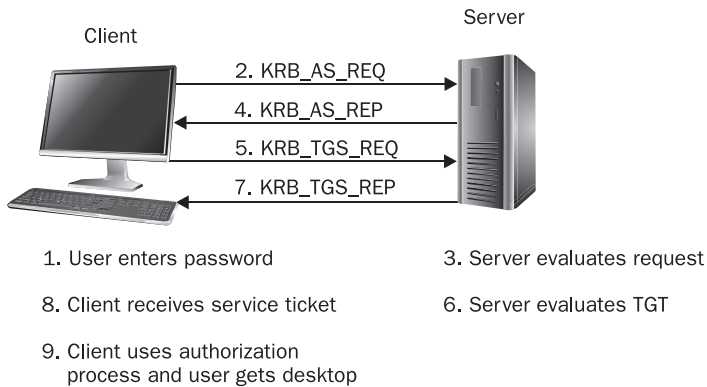 Client
Server
2. KRB_AS_REQ
4. KRB_AS_REP
5. KRB_TGS_REQ
7. KRB_TGS_REP
1. User enters password
3. Server evaluates request
8. Client receives service ticket
6. Server evaluates TGT
9. Client uses authorization
process and user gets desktop